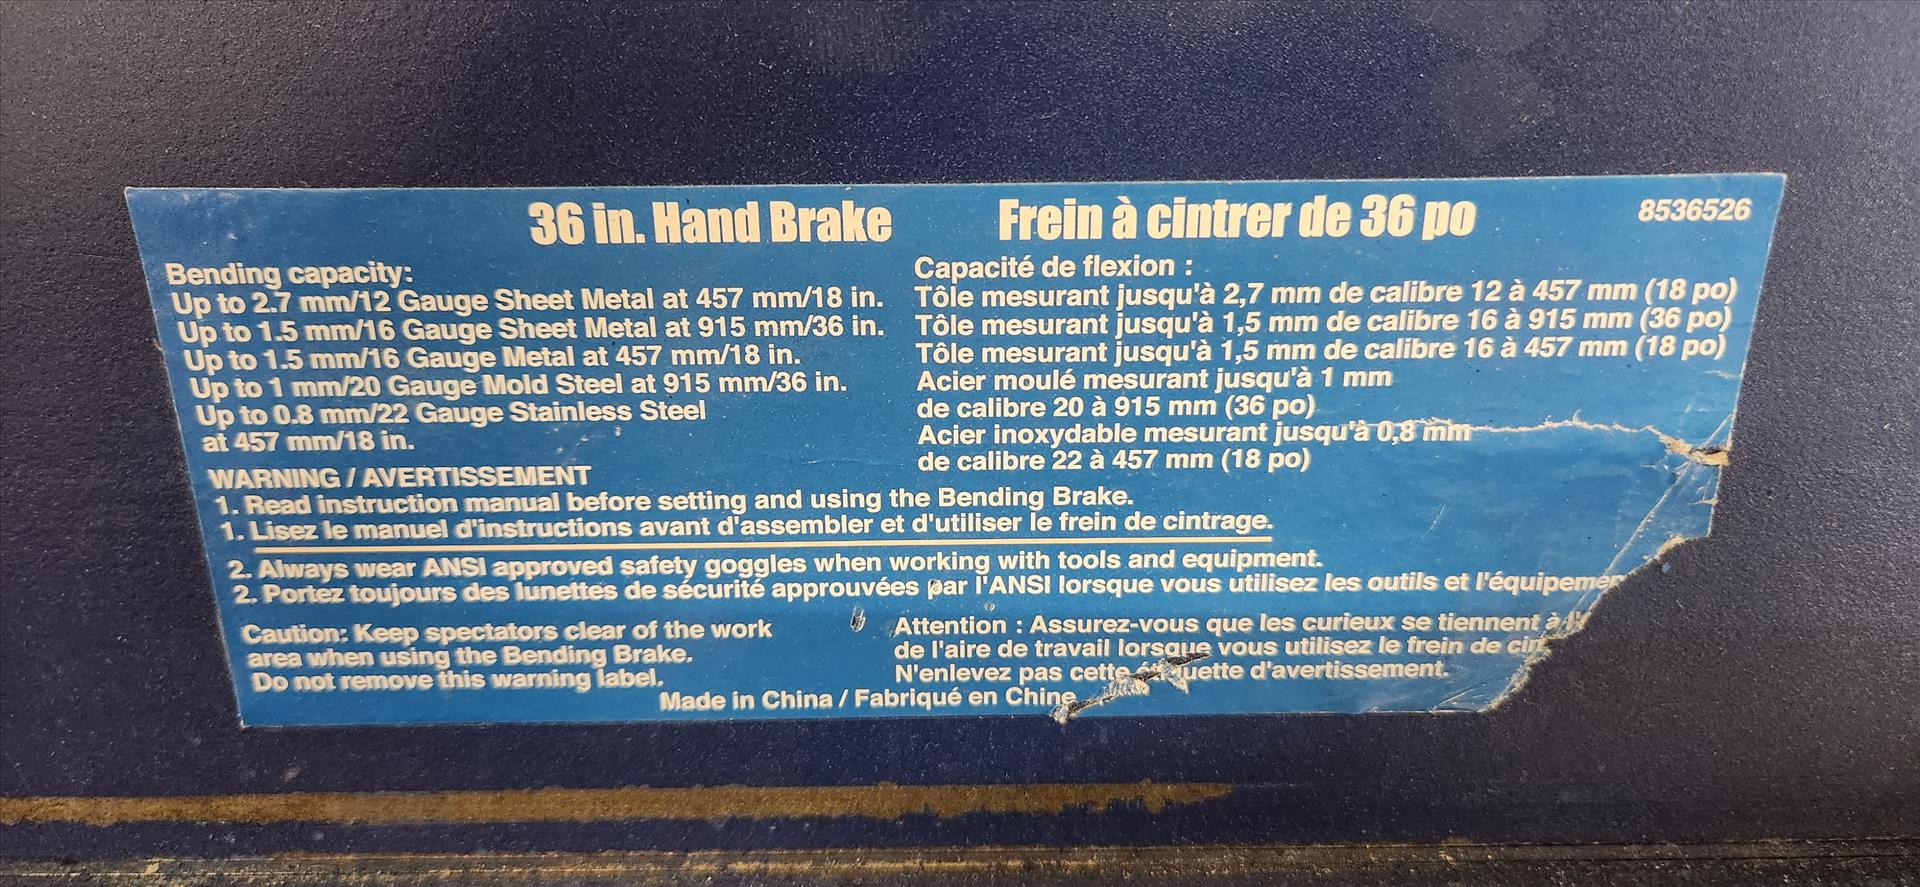 36 in. Hand Brake
Frein à cintrer de 36 po
8536526
Bending capacity:
Up to 2.7 mm/12 Gauge Sheet Metal at 457 mm/18 in.
Up to 1.5 mm/16 Gauge Sheet Metal at 915 mm/36 in.
Up to 1.5 mm/16 Gauge Metal at 457 mm/18 in.
Up to 1 mm/20 Gauge Mold Steel at 915 mm/36 in.
Up to 0.8 mm/22 Gauge Stainless Steel
at 457 mm/18 in.
Capacité de flexion :
Tôle mesurant jusqu'à 2,7 mm de calibre 12 à 457 mm (18 po)
Tôle mesurant jusqu'à 1,5 mm de calibre 16 à 915 mm (36 po)
Tôle mesurant jusqu'à 1,5 mm de calibre 16 à 457 mm (18 po)
Acier moulé mesurant jusqu'à 1 mm
de calibre 20 à 915 mm (36 po)
Acier inoxydable mesurant jusqu'à 0,8 mm
de calibre 22 à 457 mm (18 po)
WARNING / AVERTISSEMENT
1. Read instruction manual before setting and using the Bending Brake.
1. Lisez le manuel d'instructions avant d'assembler et d'utiliser le frein de cintrage.
2. Always wear ANSI approved safety goggles when working with tools and equipment.
2. Portez toujours des lunettes de sécurité approuvées par l'ANSI lorsque vous utilisez les outils et
Caution: Keep spectators clear of the work
area when using the Bending Brake.
Do not remove this warning label.
Attention : Assurez-vous que les curieux se tiennent à
de l'aire de travail lorsque vous utilisez le frein de
N'enlevez pas cette d'avertissement.
Made in China / Fabriqué en Chine